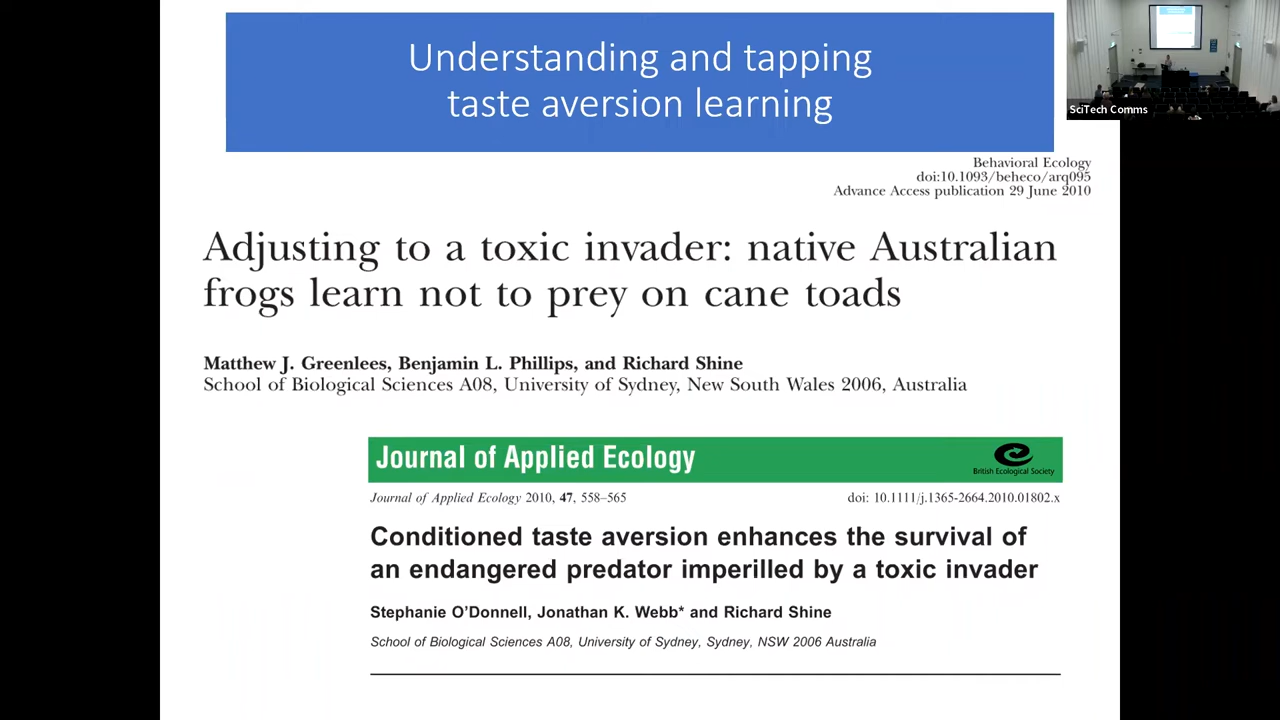 Understanding and tapping
taste aversion learning
SciTech Comms
Behavioral Ecology
doi:10.1093/beheco/arq095
Advance Access publication 29 June 2010
Adjusting to a toxic invader: native Australian
frogs learn not to prey on cane toads
Matthew J. Greenlees, Benjamin L. Phillips, and Richard Shine
School of Biological Sciences A08, University of Sydney, New South Wales 2006, Australia
Journal of Applied Ecology
British Ecological Society
Journal of Applied Ecology 2010, 47, 558–565
doi: 10.1111/j.1365-2664.2010.01802.x
Conditioned taste aversion enhances the survival of
an endangered predator imperilled by a toxic invader
Stephanie O’Donnell, Jonathan K. Webb* and Richard Shine
School of Biological Sciences A08, University of Sydney, Sydney, NSW 2006 Australia